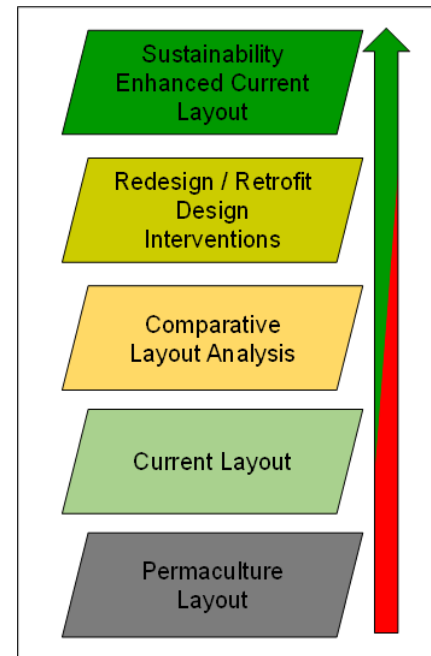 Sustainability
Enhanced Current
Layout
Redesign / Retrofit
Design
Interventions
Comparative
Layout Analysis
Current Layout
Permaculture
Layout